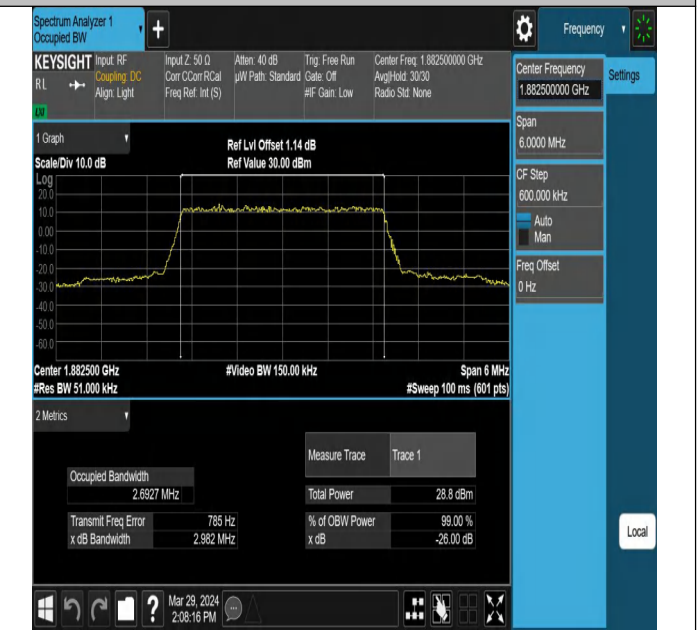 Spectrum Analyzer 1
Occupied BW
Frequency
KEYSIGHT
RL
Input: RF
Coupling: DC
Align: Light
Input Z: 50 Ω
Corr CCorr RCal
Freq Ref: Int (S)
Atten: 40 dB
µW Path: Standard
Trig: Free Run
Gate: Off
#IF Gain: Low
Center Freq: 1.882500000 GHz
Avg|Hold: 30/30
Radio Std: None
Center Frequency
1.882500000 GHz
Settings
Span
6.0000 MHz
CF Step
600.000 kHz
Auto
Man
Freq Offset
0 Hz
1 Graph
Scale/Div 10.0 dB
Ref Lvl Offset 1.14 dB
Ref Value 30.00 dBm
Log
20.0
10.0
0.00
-10.0
-20.0
-30.0
-40.0
-50.0
-60.0
Center 1.882500 GHz
#Video BW 150.00 kHz
Span 6 MHz
#Res BW 51.000 kHz
#Sweep 100 ms (601 pts)
2 Metrics
Measure Trace
Trace 1
Occupied Bandwidth
2.6927 MHz
Total Power
28.8 dBm
Transmit Freq Error
785 Hz
% of OBW Power
99.00 %
x dB Bandwidth
2.982 MHz
x dB
-26.00 dB
Local
Mar 29, 2024
2:08:16 PM